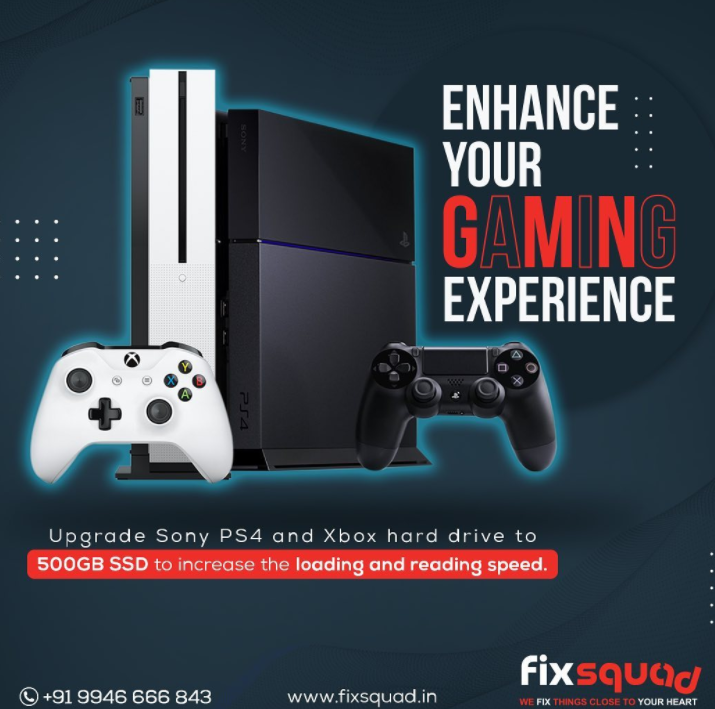 ENHANCE
YOUR
GAMING
EXPERIENCE
SONY
PS4
Y
X
B
A
Upgrade Sony PS4 and Xbox hard drive to
500GB SSD to increase the loading and reading speed.
+91 9946 666 843
www.fixsquad.in
fixsquad
WE FIX THINGS CLOSE TO YOUR HEART